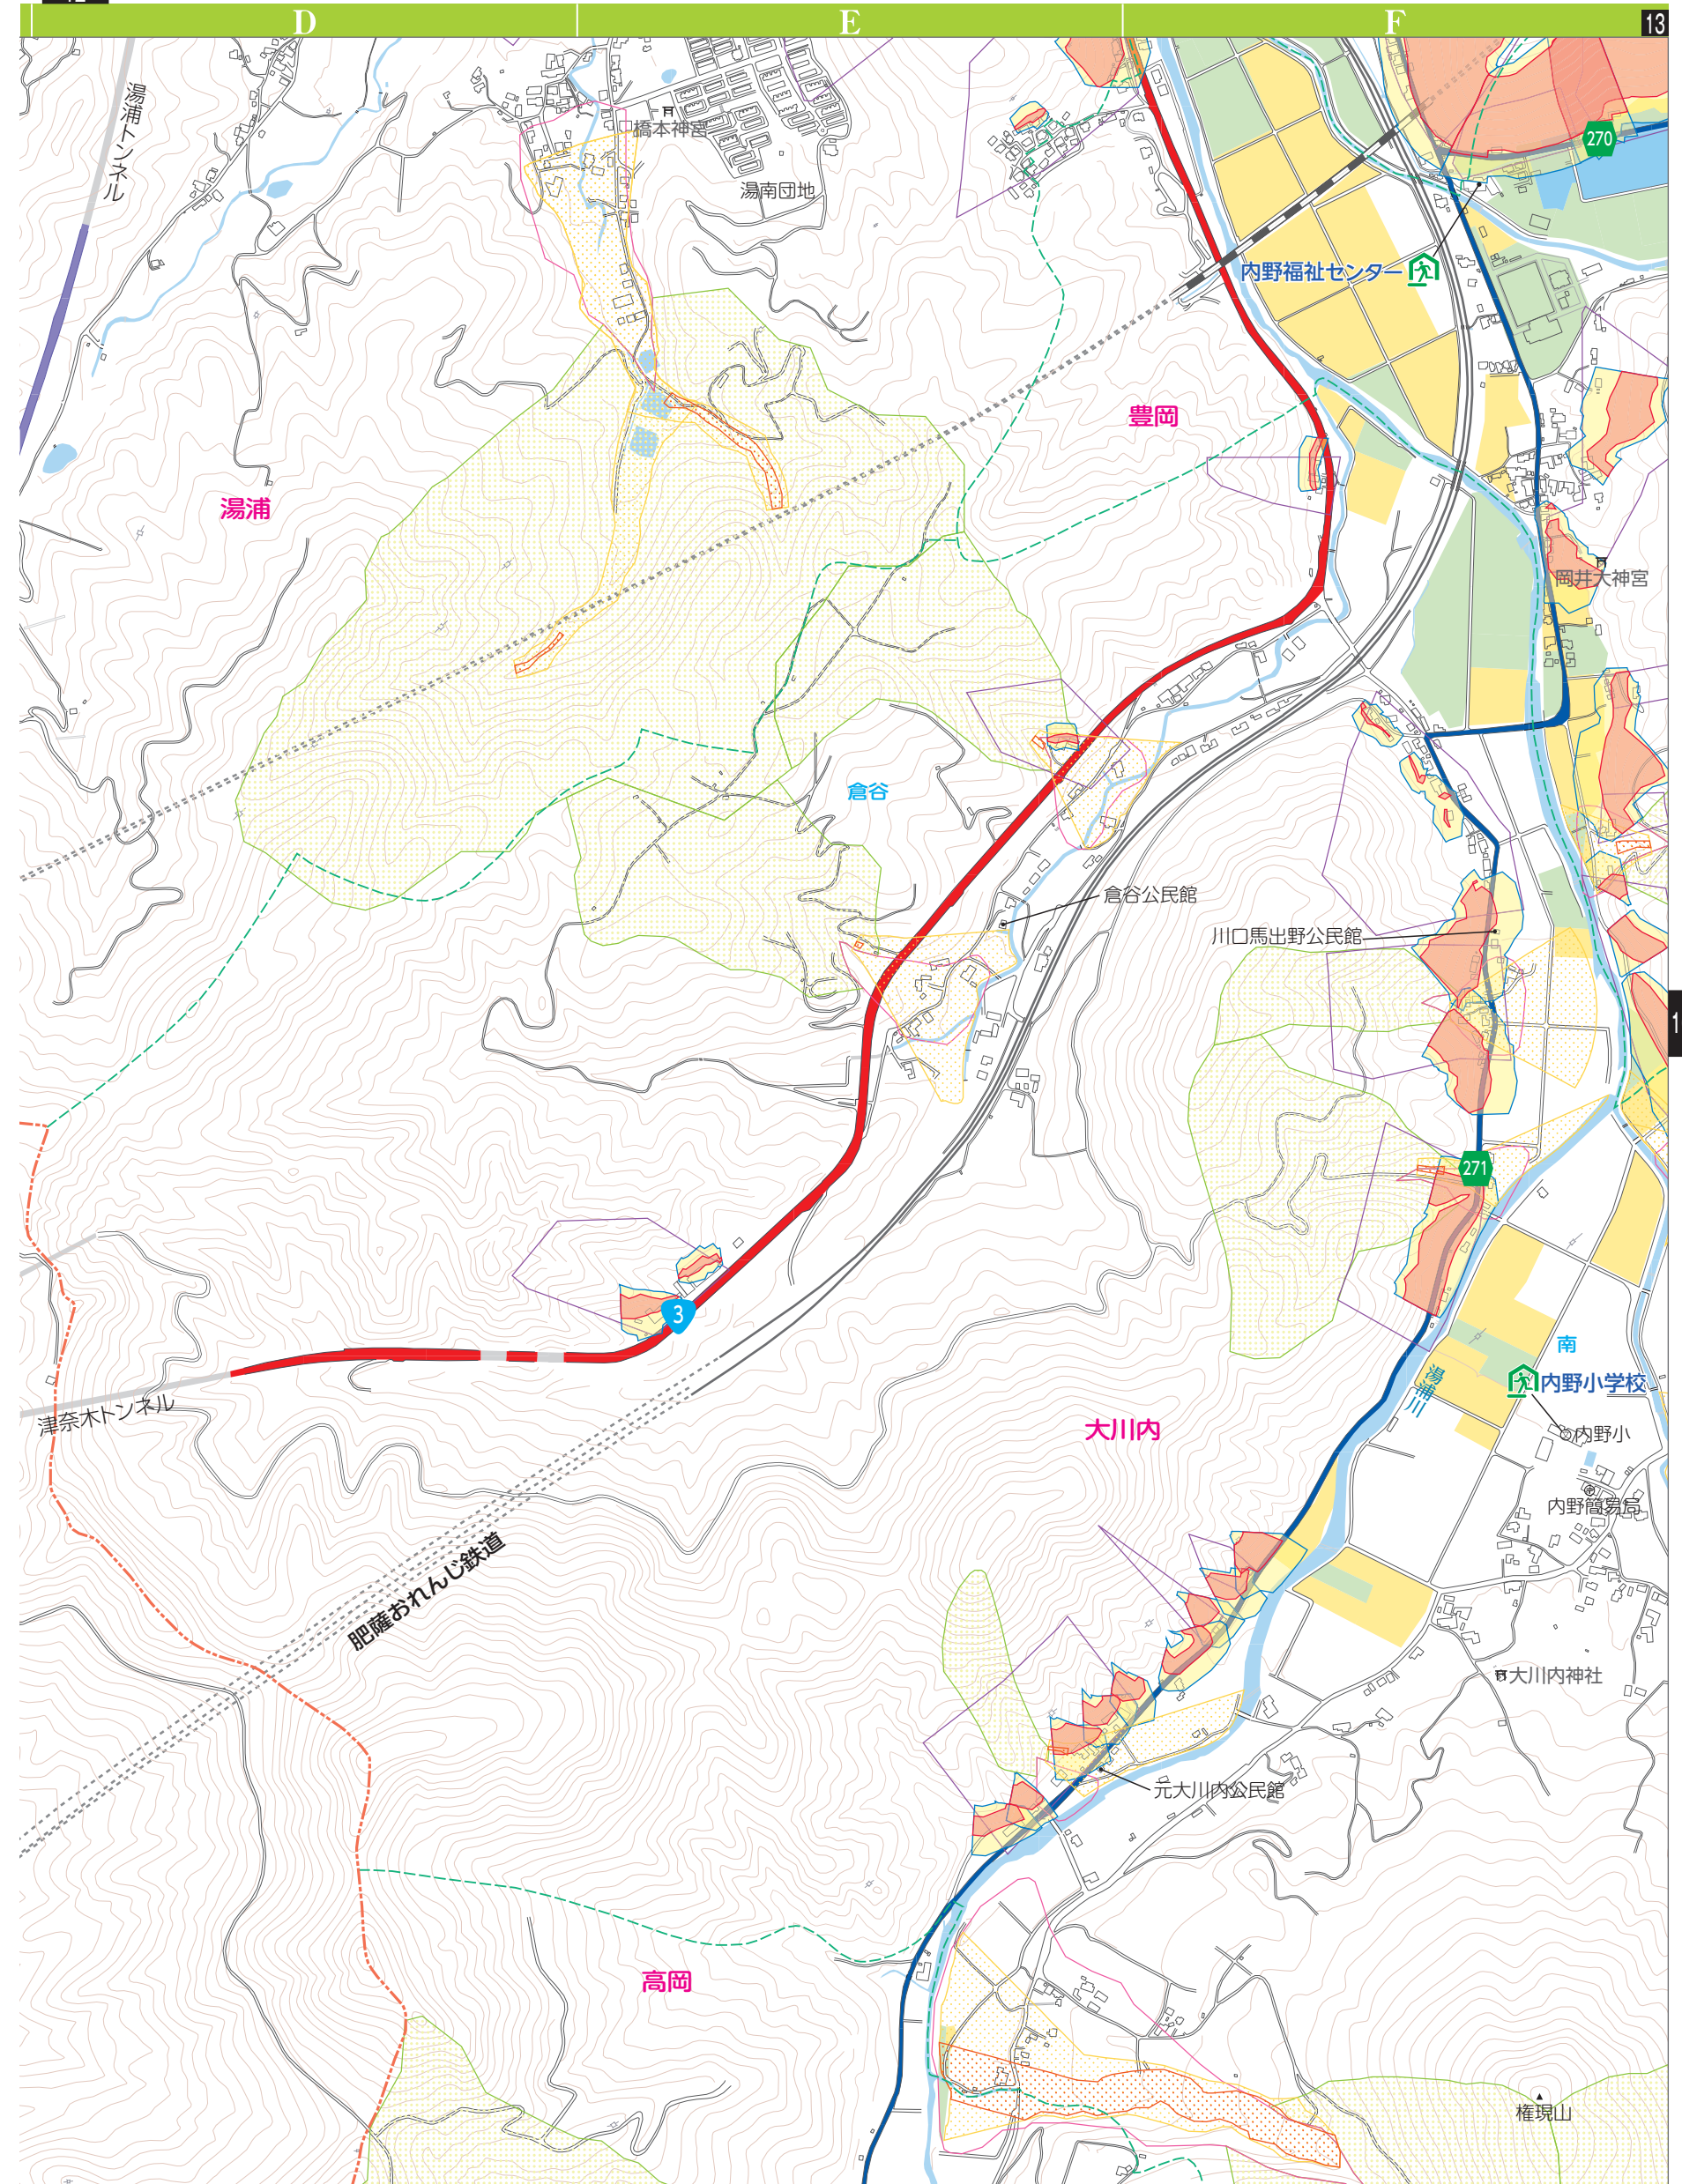 D
E
F
13
湯浦トンネル
橋本神宮
湯南団地
270
内野福祉センター
豊岡
湯浦
岡井大神宮
倉谷
倉谷公民館
川口馬出野公民館
1
271
3
南
湯浦川
内野小学校
津奈木トンネル
大川内
内野小
内野簡易局
肥薩おれんじ鉄道
大川内神社
元大川内公民館
高岡
権現山